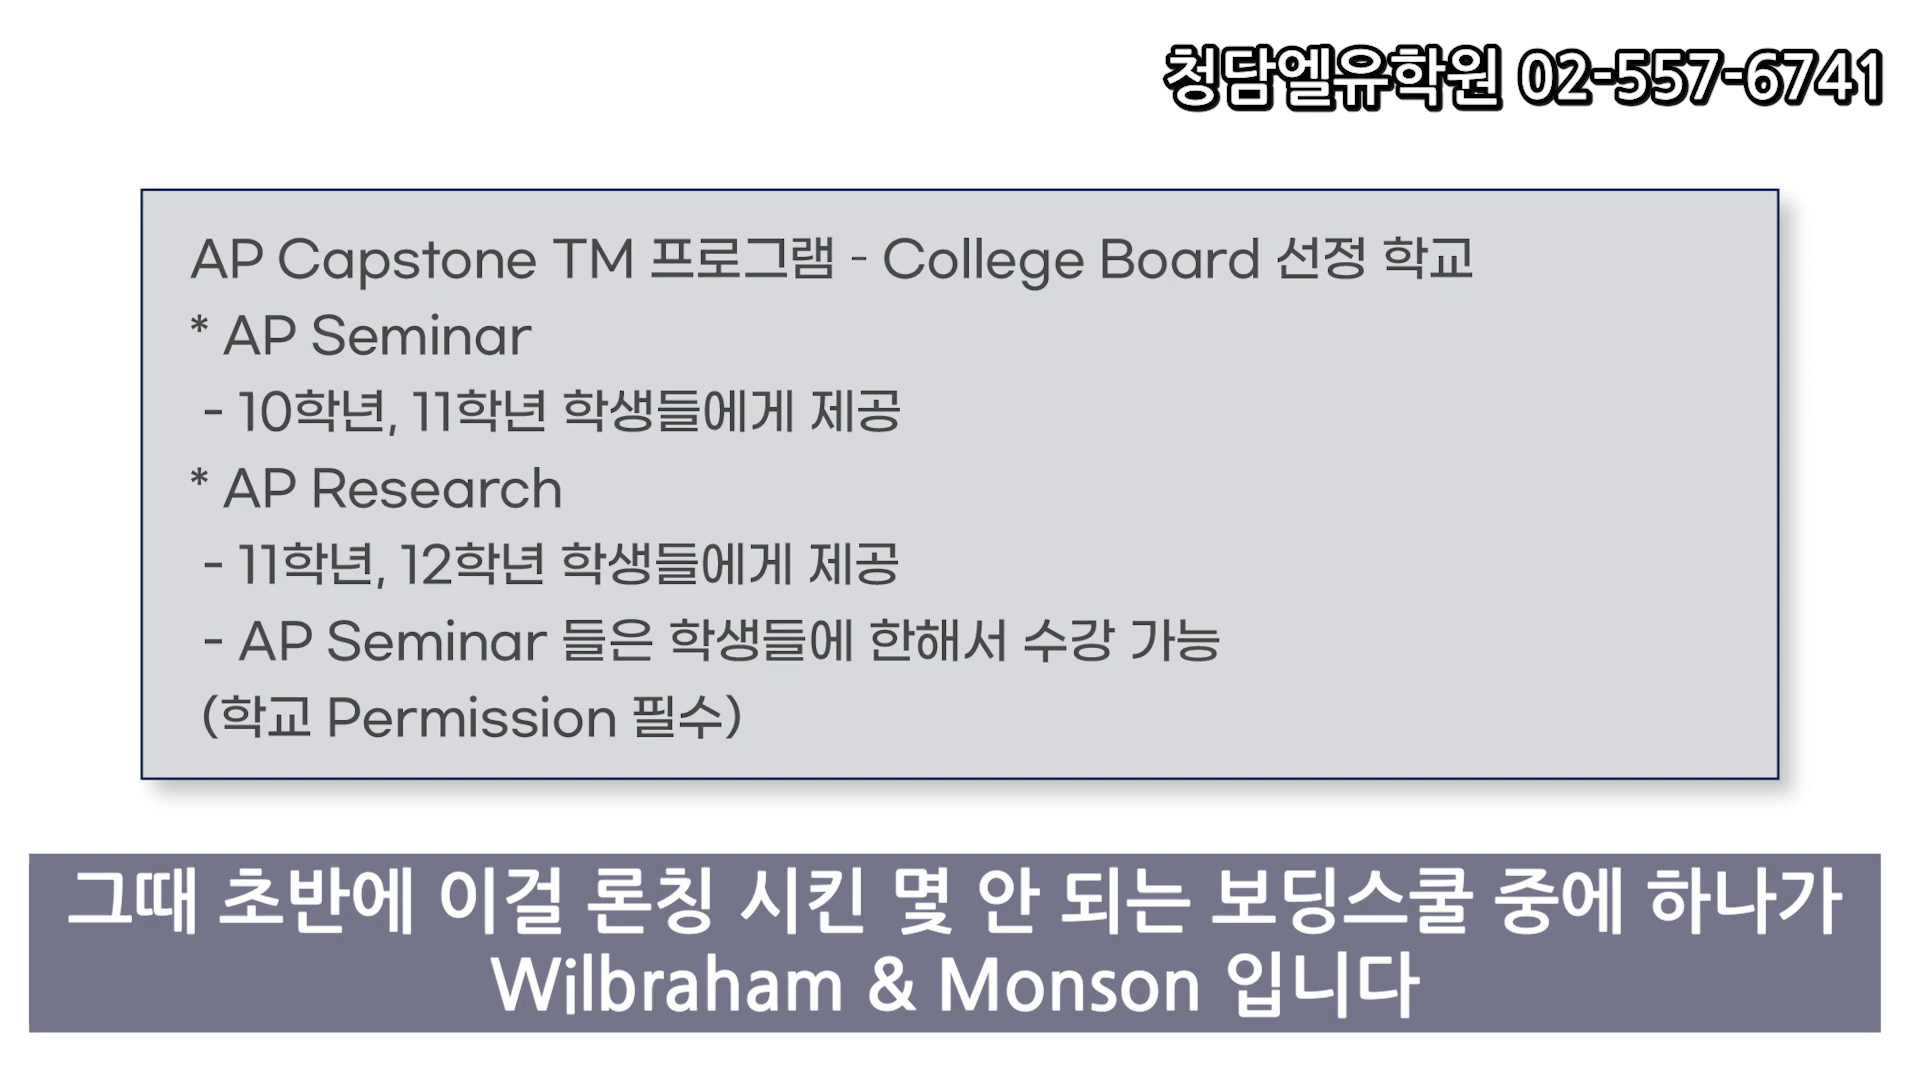 청담엘유학원 02-557-6741
AP Capstone TM 프로그램 - College Board 선정 학교
* AP Seminar
- 10학년, 11학년 학생들에게 제공
* AP Research
- 11학년, 12학년 학생들에게 제공
- AP Seminar 들은 학생들에 한해서 수강 가능
(학교 Permission 필수)
그때 초반에 이걸 론칭 시킨 몇 안 되는 보딩스쿨 중에 하나가
Wilbraham & Monson 입니다